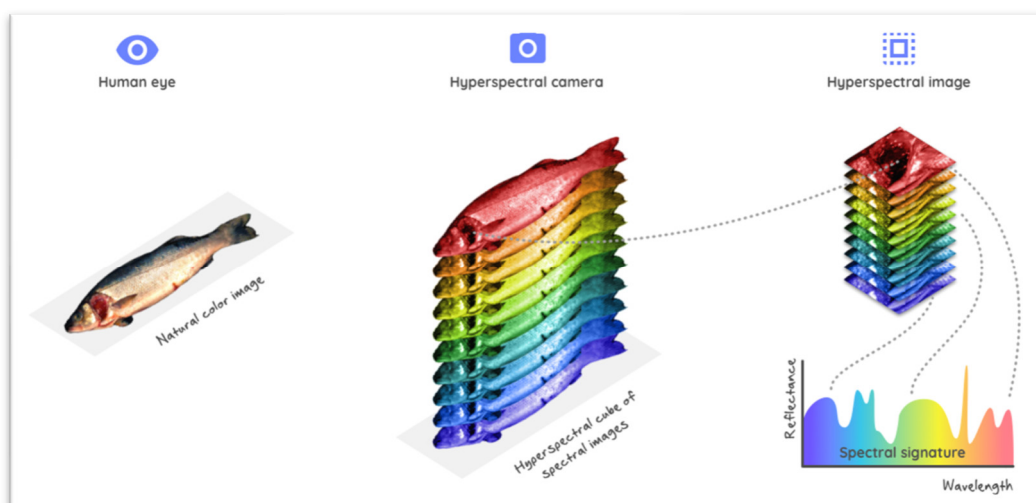 Human eye
Hyperspectral camera
Hyperspectral image
Natural color image
Hyperspectral cube of
spectral images
Reflectance
Spectral signature
Wavelength